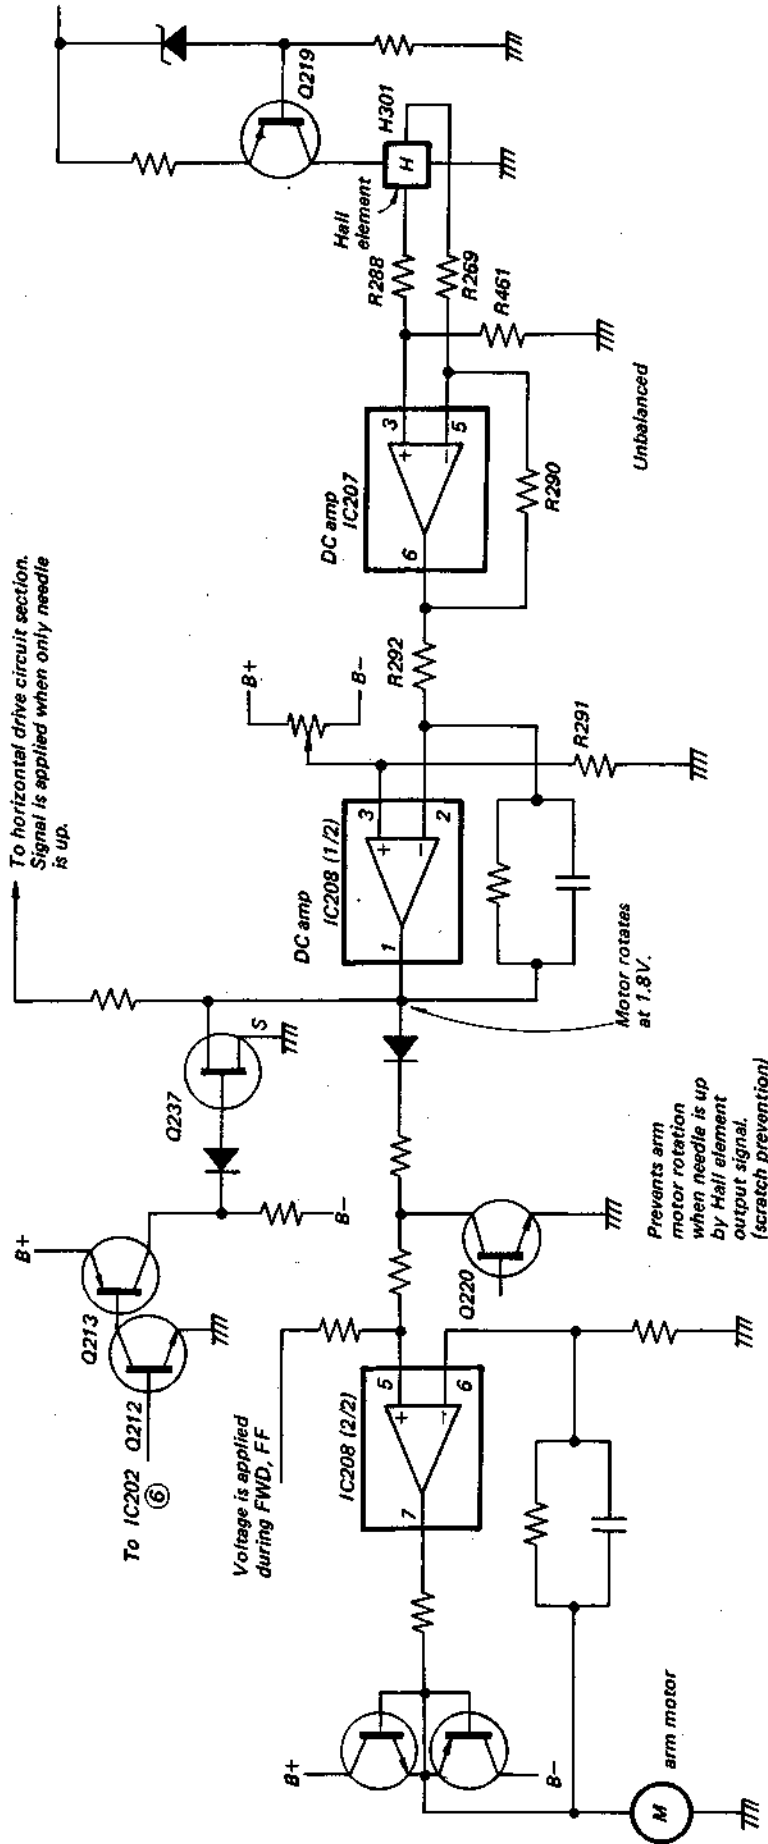 To horizontal drive circuit section.
Signal is applied when only needle
is up.
B+
Q213
Q212
To IC202 ⑥
Q237
S
B−
Voltage is applied
during FWD, FF
IC208 (2/2)
5
+
6
−
7
B+
B−
M
arm motor
Q220
Prevents arm
motor rotation
when needle is up
by Hall element
output signal.
(scratch prevention)
Motor rotates
at 1.8V.
DC amp
IC208 (1/2)
3
+
2
−
1
B+
B−
R291
R292
DC amp
IC207
3
+
5
−
6
R290
Unbalanced
R288
R269
R461
Hall
element
H
H301
Q219